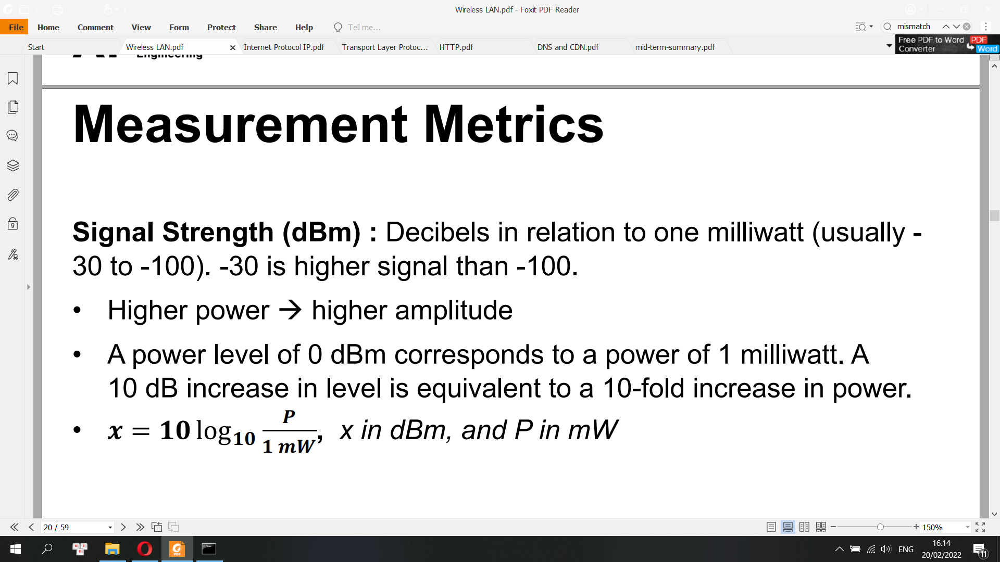 Wireless LAN.pdf - Foxit PDF Reader
File Home Comment View Form Protect Share Help Tell me... mismatch
Start Wireless LAN.pdf Internet Protocol IP.pdf Transport Layer Protoc... HTTP.pdf DNS and CDN.pdf mid-term-summary.pdf
Free PDF to Word PDF
Converter Word
Engineering
Measurement Metrics
Signal Strength (dBm) : Decibels in relation to one milliwatt (usually -
30 to -100). -30 is higher signal than -100.
• Higher power → higher amplitude
• A power level of 0 dBm corresponds to a power of 1 milliwatt. A
10 dB increase in level is equivalent to a 10-fold increase in power.
• x = 10 log₁₀ P / 1 mW, x in dBm, and P in mW
20 / 59 150%
ENG
16.14
20/02/2022
11